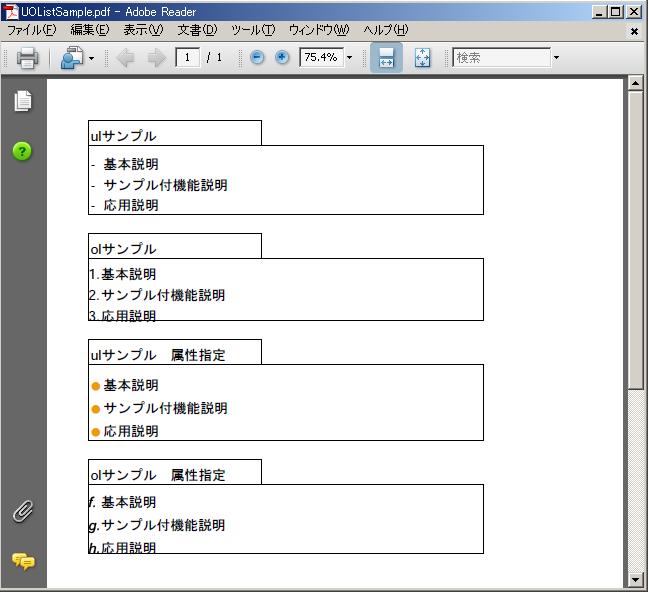 UOListSample.pdf - Adobe Reader
ファイル(F) 編集(E) 表示(V) 文書(D) ツール(T) ウィンドウ(W) ヘルプ(H)
1 / 1 75.4% 検索
ulサンプル
- 基本説明
- サンプル付機能説明
- 応用説明
olサンプル
1.基本説明
2.サンプル付機能説明
3.応用説明
ulサンプル　属性指定
● 基本説明
● サンプル付機能説明
● 応用説明
olサンプル　属性指定
f. 基本説明
g.サンプル付機能説明
h.応用説明